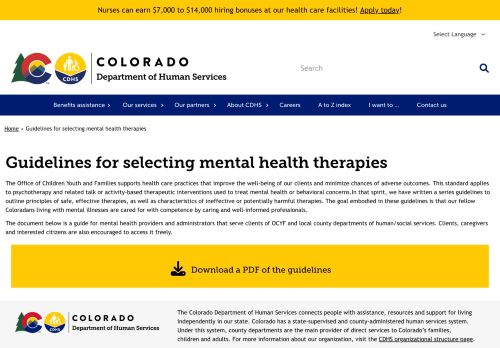 Nurses can earn $7,000 to $14,000 hiring bonuses at our health care facilities! Apply today!
Select Language
COLORADO
Department of Human Services
CDHS
Search
Benefits assistance
Our services
Our partners
About CDHS
Careers
A to Z index
I want to ...
Contact us
Home › Guidelines for selecting mental health therapies
Guidelines for selecting mental health therapies
The Office of Children Youth and Families supports health care practices that improve the well-being of our clients and minimize chances of adverse outcomes. This standard applies
to psychotherapy and related talk or activity-based therapeutic interventions used to treat mental health or behavioral concerns.In that spirit, we have written a series guidelines to
outline principles of safe, effective therapies, as well as characteristics of ineffective or potentially harmful therapies. The goal embodied in these guidelines is that our fellow
Coloradans living with mental illnesses are cared for with competence by caring and well-informed professionals.
The document below is a guide for mental health providers and administrators that serve clients of OCYF and local county departments of human/social services. Clients, caregivers
and interested citizens are also encouraged to access it freely.
Download a PDF of the guidelines
COLORADO
Department of Human Services
CDHS
The Colorado Department of Human Services connects people with assistance, resources and support for living
independently in our state. Colorado has a state-supervised and county-administered human services system.
Under this system, county departments are the main provider of direct services to Colorado's families,
children and adults. For more information about our organization, visit the CDHS organizational structure page.